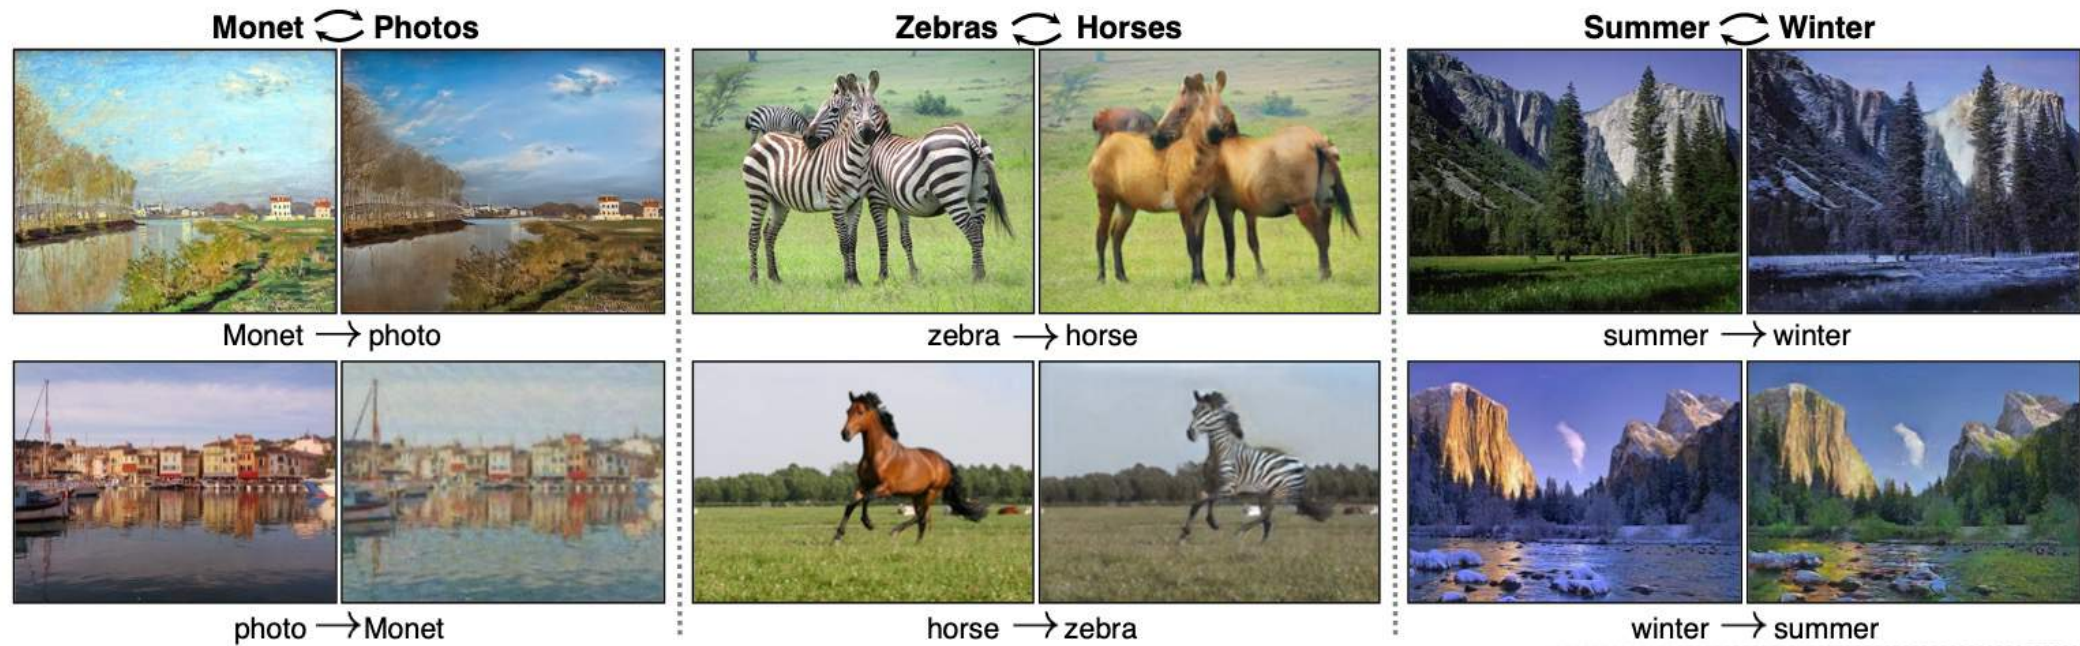 Monet Photos
Zebras Horses
Summer Winter
Monet → photo
zebra → horse
summer → winter
photo → Monet
horse → zebra
winter → summer